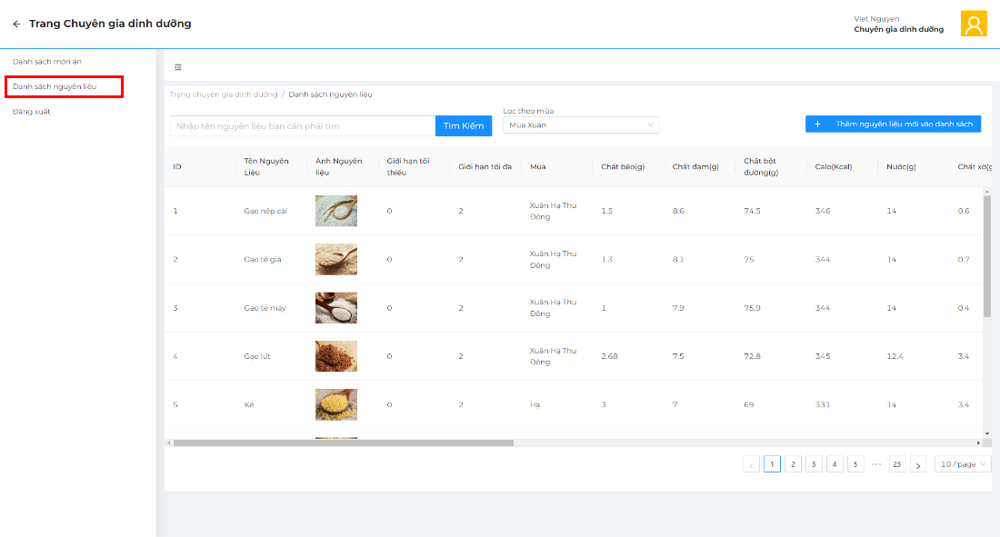 Trang Chuyên gia dinh dưỡng
Viet Nguyen
Chuyên gia dinh dưỡng
Danh sách món ăn
Danh sách nguyên liệu
Đăng xuất
Trang chuyên gia dinh dưỡng / Danh sách nguyên liệu
Nhập tên nguyên liệu bạn cần phải tìm
Tìm Kiếm
Lọc theo mùa
Mùa Xuân
+ Thêm nguyên liệu mới vào danh sách
ID
Tên Nguyên
Liệu
Ảnh Nguyên
liệu
Giới hạn tối
thiểu
Giới hạn tối đa
Mùa
Chất béo(g)
Chất đạm(g)
Chất bột
đường(g)
Calo(Kcal)
Nước(g)
Chất xơ(g
1 Gạo nếp cái 0 2 Xuân Hạ Thu
Đông 1.5 8.6 74.5 346 14 0.6
2 Gạo tẻ giã 0 2 Xuân Hạ Thu
Đông 1.3 8.1 75 344 14 0.7
3 Gạo tẻ máy 0 2 Xuân Hạ Thu
Đông 1 7.9 75.9 344 14 0.4
4 Gạo lứt 0 2 Xuân Hạ Thu
Đông 2.68 7.5 72.8 345 12.4 3.4
5 Kê 0 2 Hạ 3 7 69 331 14 3.4
< 1 2 3 4 5 ••• 23 > 10 / page